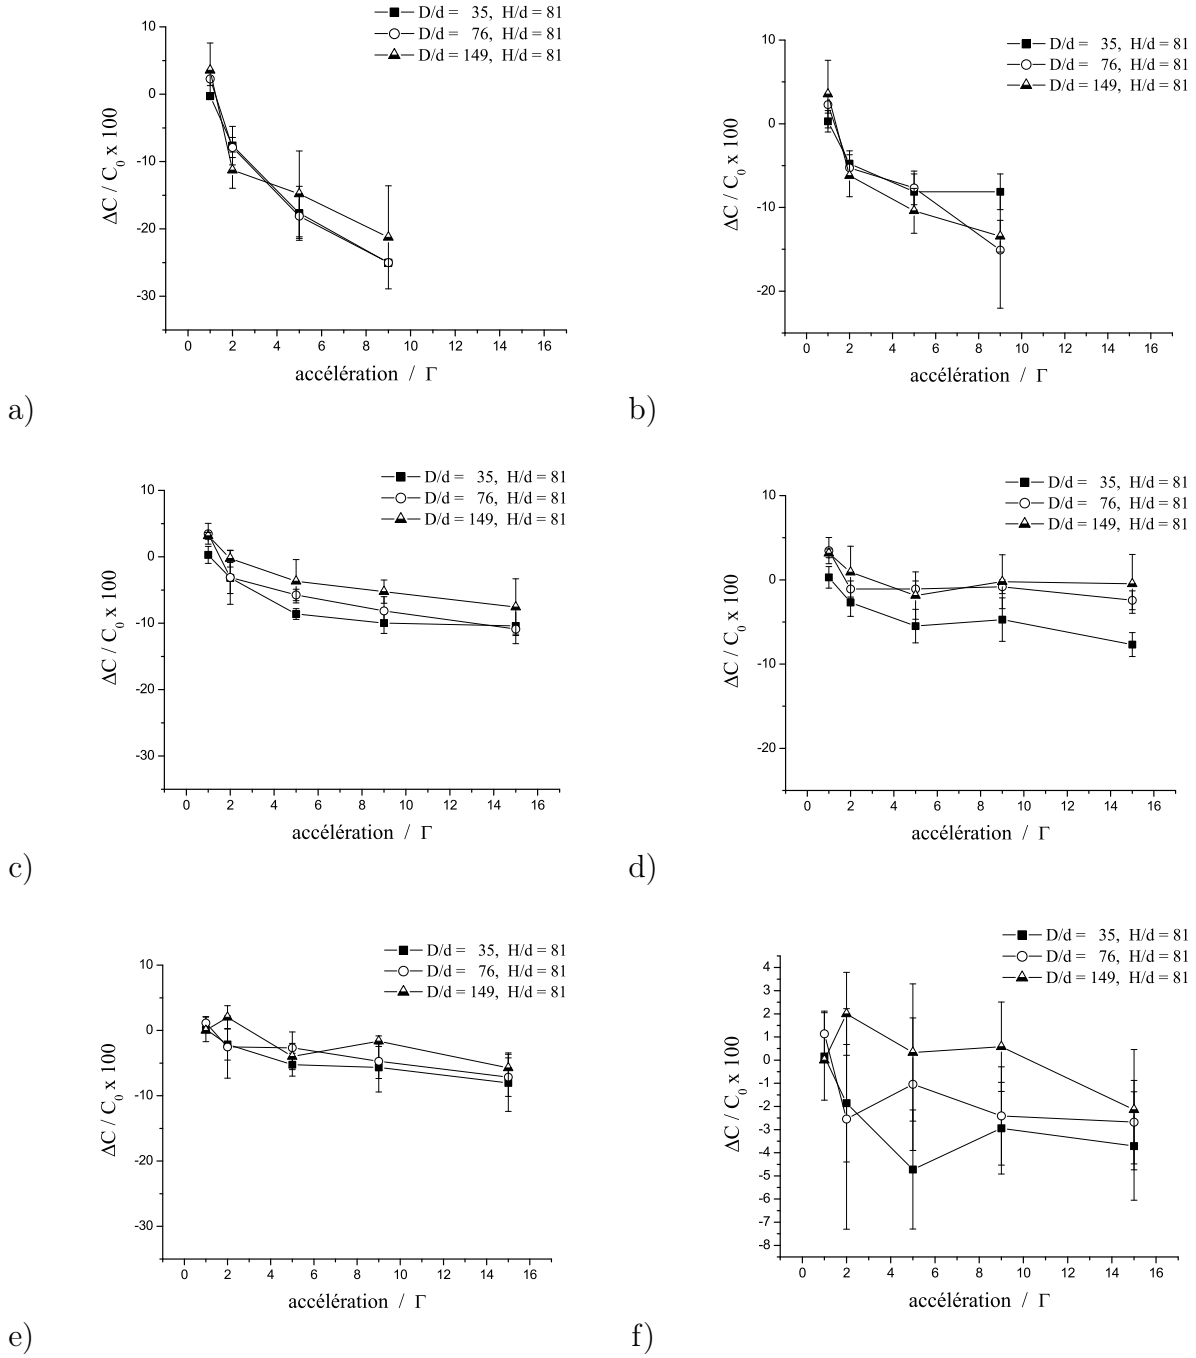 D/d = 35, H/d = 81
D/d = 76, H/d = 81
D/d = 149, H/d = 81
10
0
-10
-20
-30
ΔC / C0 x 100
0 2 4 6 8 10 12 14 16
accélération / Γ
a)
D/d = 35, H/d = 81
D/d = 76, H/d = 81
D/d = 149, H/d = 81
10
0
-10
-20
ΔC / C0 x 100
0 2 4 6 8 10 12 14 16
accélération / Γ
b)
D/d = 35, H/d = 81
D/d = 76, H/d = 81
D/d = 149, H/d = 81
10
0
-10
-20
-30
ΔC / C0 x 100
0 2 4 6 8 10 12 14 16
accélération / Γ
c)
D/d = 35, H/d = 81
D/d = 76, H/d = 81
D/d = 149, H/d = 81
10
0
-10
-20
ΔC / C0 x 100
0 2 4 6 8 10 12 14 16
accélération / Γ
d)
D/d = 35, H/d = 81
D/d = 76, H/d = 81
D/d = 149, H/d = 81
10
0
-10
-20
-30
ΔC / C0 x 100
0 2 4 6 8 10 12 14 16
accélération / Γ
e)
D/d = 35, H/d = 81
D/d = 76, H/d = 81
D/d = 149, H/d = 81
4
3
2
1
0
-1
-2
-3
-4
-5
-6
-7
-8
ΔC / C0 x 100
0 2 4 6 8 10 12 14 16
accélération / Γ
f)